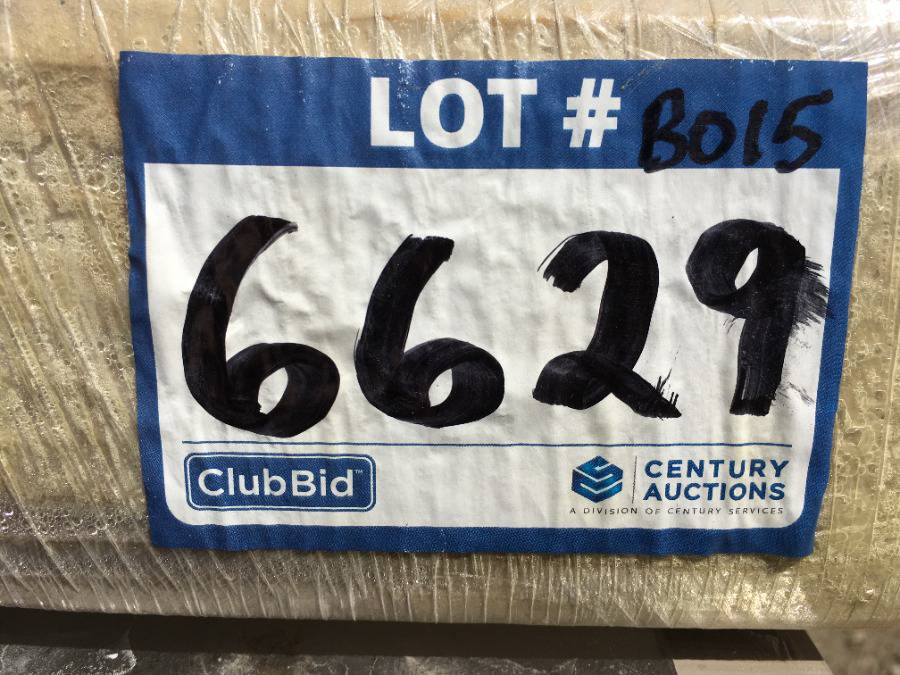 LOT # B015
6629
ClubBid™
CENTURY
AUCTIONS
A DIVISION OF CENTURY SERVICES